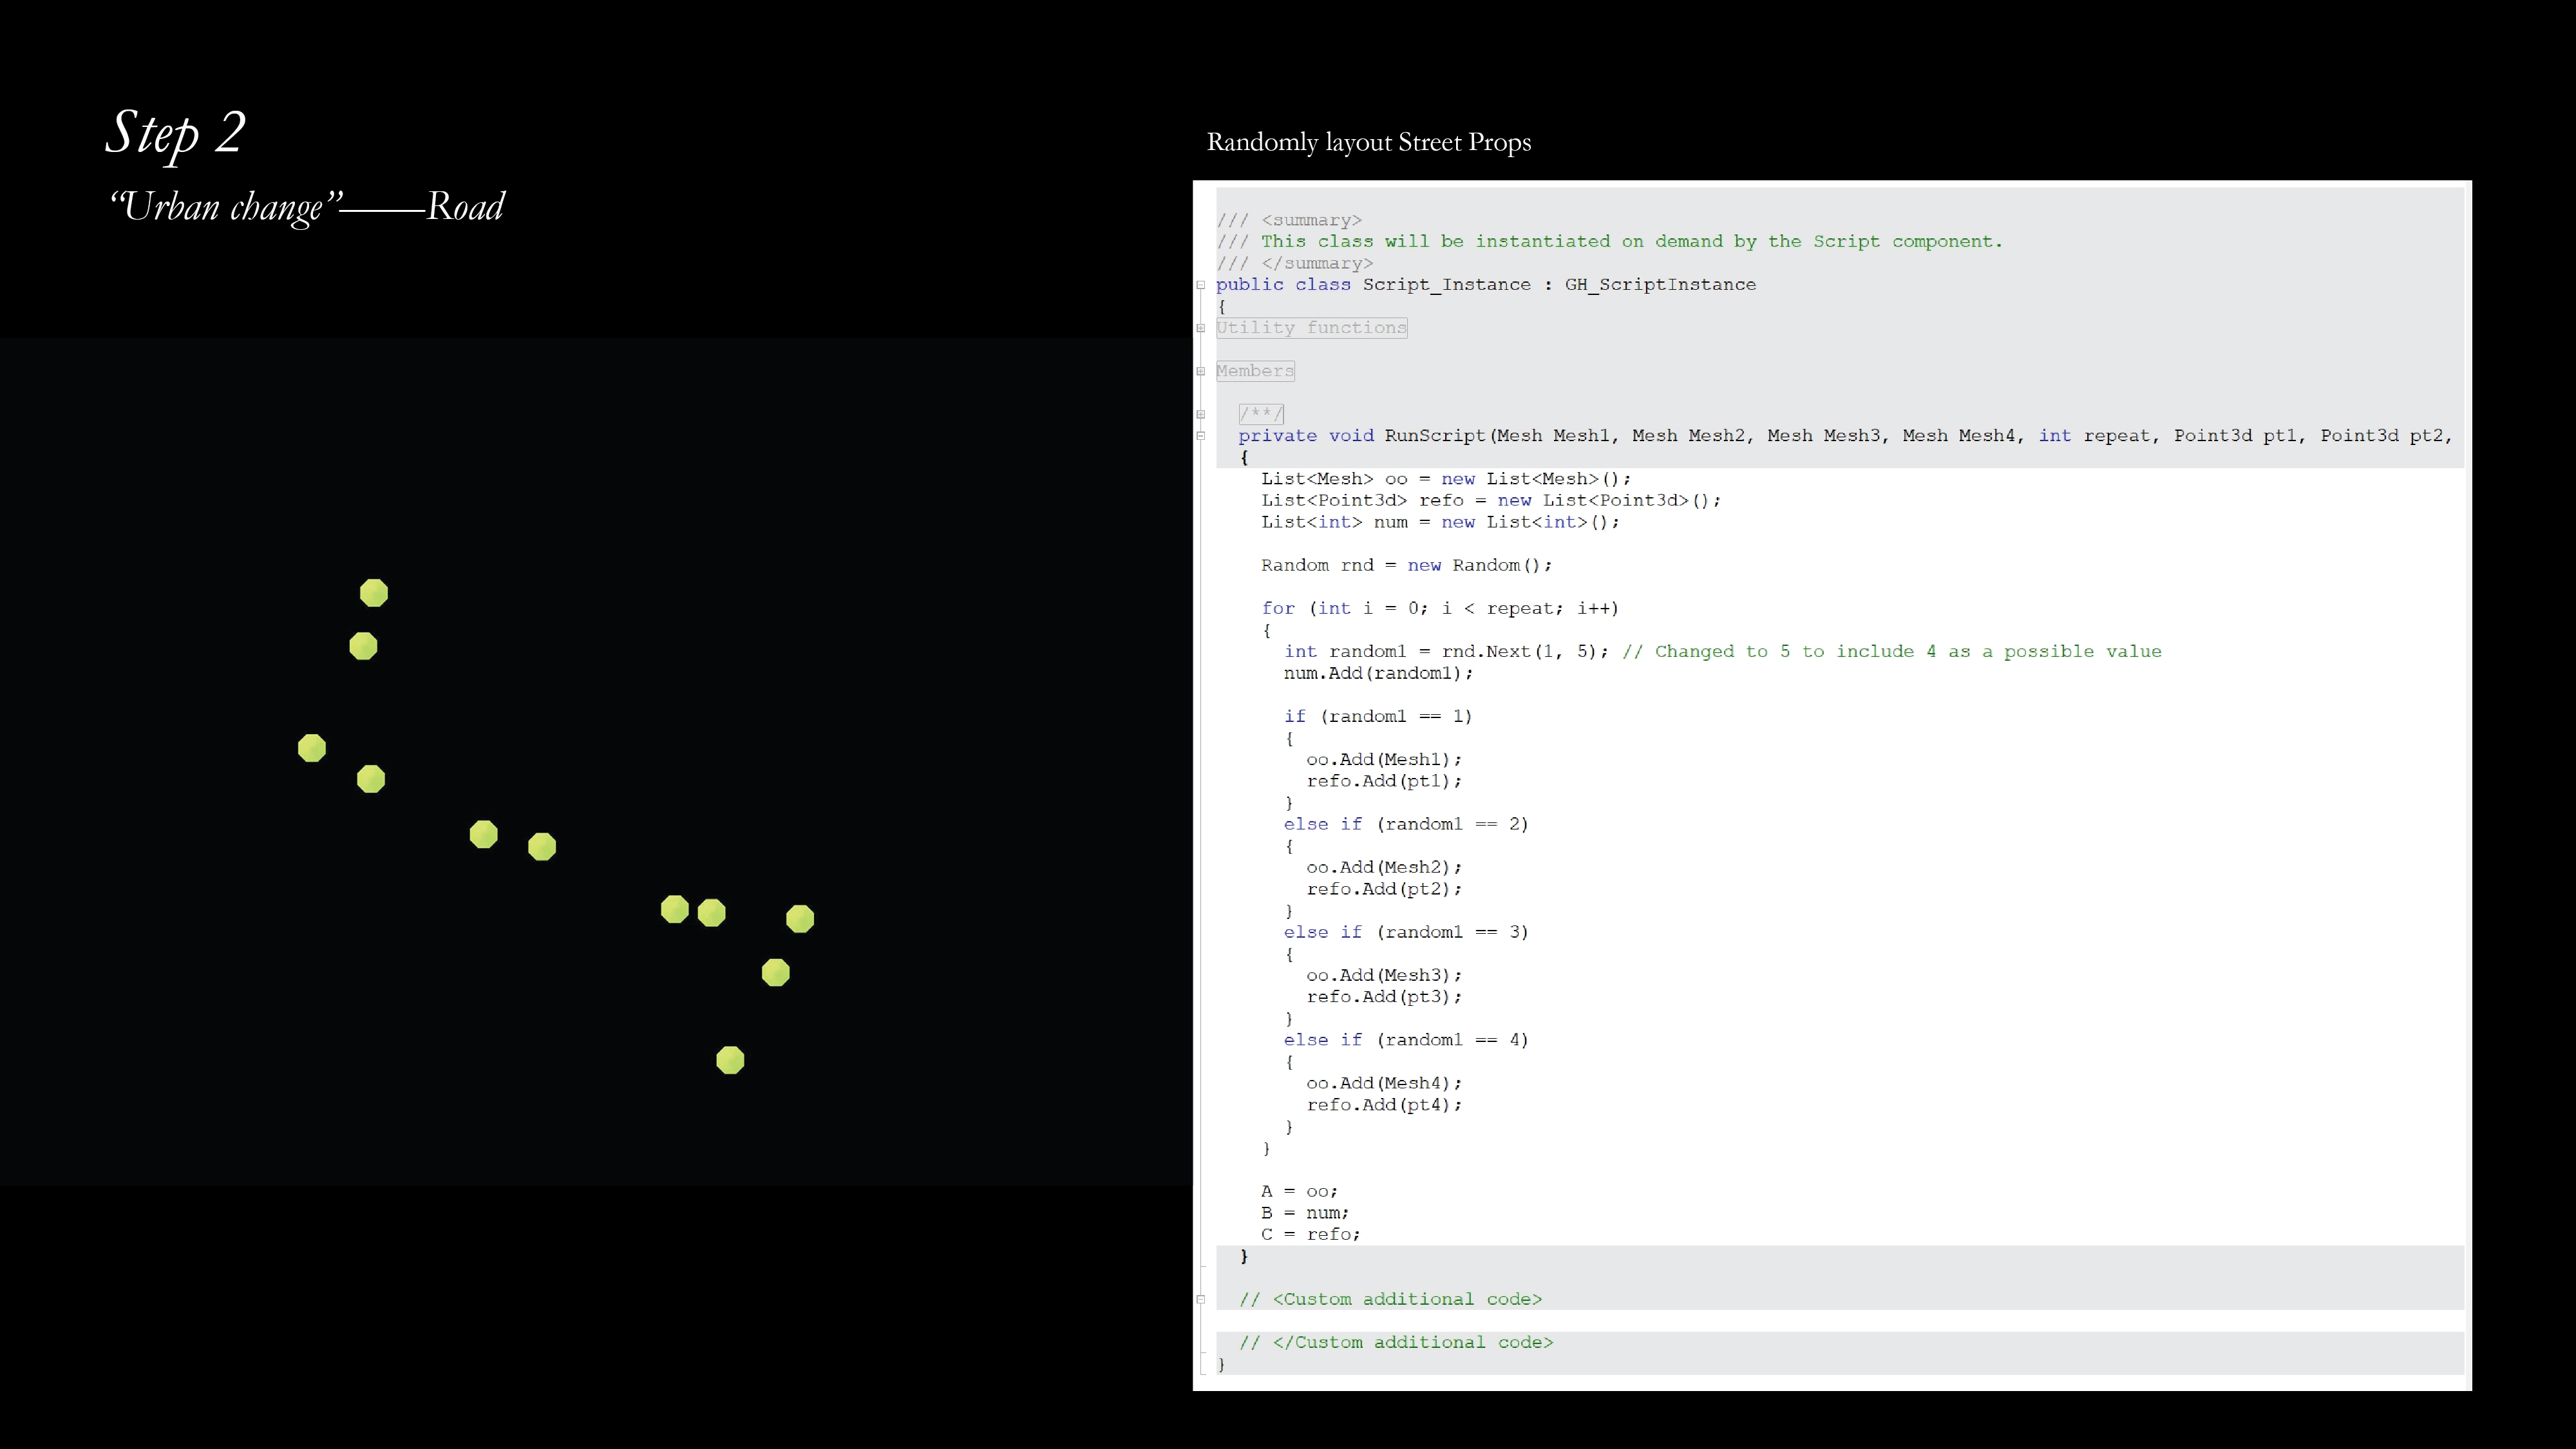 Step 2
“Urban change”——Road
Randomly layout Street Props
/// <summary>
/// This class will be instantiated on demand by the Script component.
/// </summary>
public class Script_Instance : GH_ScriptInstance
{
Utility functions
Members
/**/
private void RunScript(Mesh Mesh1, Mesh Mesh2, Mesh Mesh3, Mesh Mesh4, int repeat, Point3d pt1, Point3d pt2,
{
List<Mesh> oo = new List<Mesh>();
List<Point3d> refo = new List<Point3d>();
List<int> num = new List<int>();
Random rnd = new Random();
for (int i = 0; i < repeat; i++)
{
int random1 = rnd.Next(1, 5); // Changed to 5 to include 4 as a possible value
num.Add(random1);
if (random1 == 1)
{
oo.Add(Mesh1);
refo.Add(pt1);
}
else if (random1 == 2)
{
oo.Add(Mesh2);
refo.Add(pt2);
}
else if (random1 == 3)
{
oo.Add(Mesh3);
refo.Add(pt3);
}
else if (random1 == 4)
{
oo.Add(Mesh4);
refo.Add(pt4);
}
}
A = oo;
B = num;
C = refo;
}
// <Custom additional code>
// </Custom additional code>
}